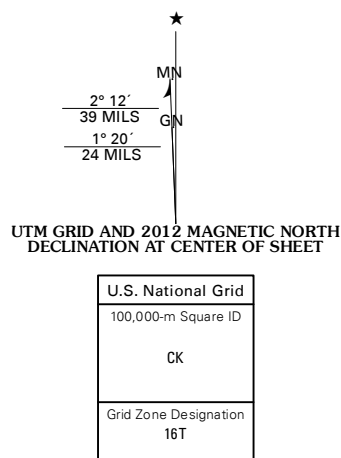 MN
2° 12´
39 MILS
GN
1° 20´
24 MILS
UTM GRID AND 2012 MAGNETIC NORTH
DECLINATION AT CENTER OF SHEET
U.S. National Grid
100,000-m Square ID
CK
Grid Zone Designation
16T